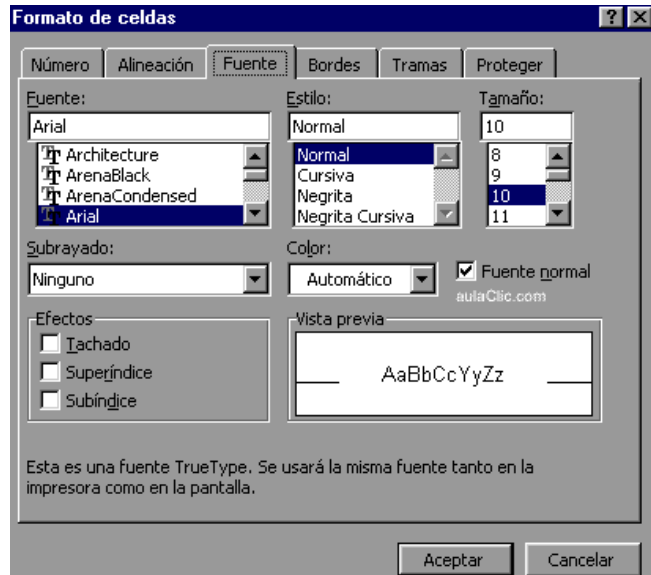 Formato de celdas
Número Alineación Fuente Bordes Tramas Proteger
Fuente: Estilo: Tamaño:
Arial Normal 10
Architecture Normal 8
ArenaBlack Cursiva 9
ArenaCondensed Negrita 10
Arial Negrita Cursiva 11
Subrayado: Color:
Ninguno Automático Fuente normal
aulaClic.com
Efectos Vista previa
Tachado
Superíndice AaBbCcYyZz
Subíndice
Esta es una fuente TrueType. Se usará la misma fuente tanto en la
impresora como en la pantalla.
Aceptar Cancelar